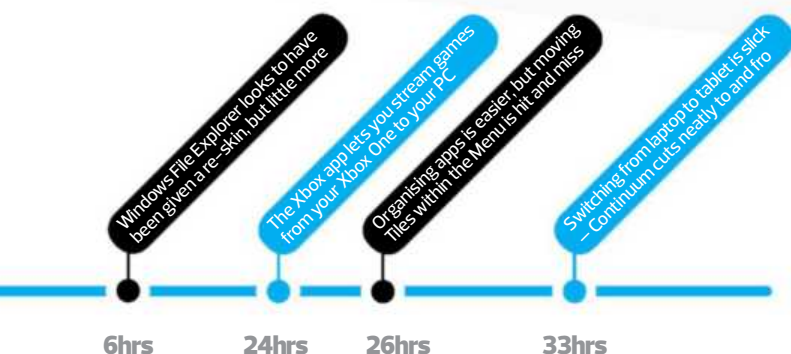 Windows File Explorer looks to have
been given a re-skin, but little more
The Xbox app lets you stream games
from your Xbox One to your PC
Organising apps is easier, but moving
Tiles within the Menu is hit and miss
Switching from laptop to tablet is slick
– Continuum cuts neatly to and fro
6hrs
24hrs
26hrs
33hrs